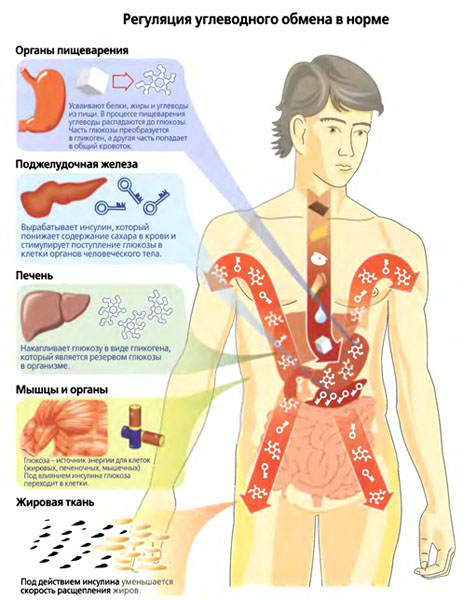 Регуляция углеводного обмена в норме
Органы пищеварения
Усваивают белки, жиры и углеводы
из пищи. В процессе пищеварения
углеводы распадаются до глюкозы.
Часть глюкозы преобразуется
в гликоген, а другая часть попадает
в общий кровоток.
Поджелудочная железа
Вырабатывает инсулин, который
понижает содержание сахара в крови и
стимулирует поступление глюкозы в
клетки органов человеческого тела.
Печень
Накапливает глюкозу в виде гликогена,
который является резервом глюкозы
в организме.
Мышцы и органы
Глюкоза – источник энергии для клеток
(жировых, печеночных, мышечных)
Под влиянием инсулина глюкоза
переходит в клетки.
Жировая ткань
Под действием инсулина уменьшается
скорость расщепления жиров.